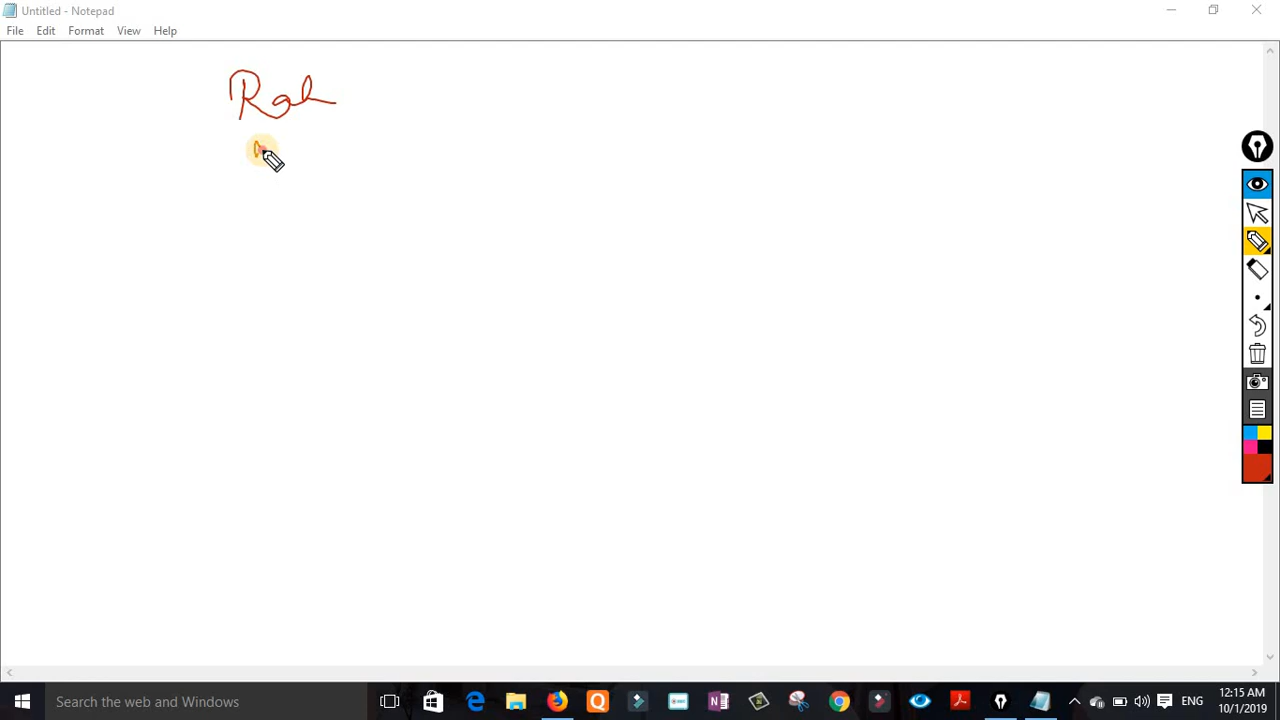 Untitled - Notepad
File Edit Format View Help
Rah
Search the web and Windows
ENG
12:15 AM
10/1/2019